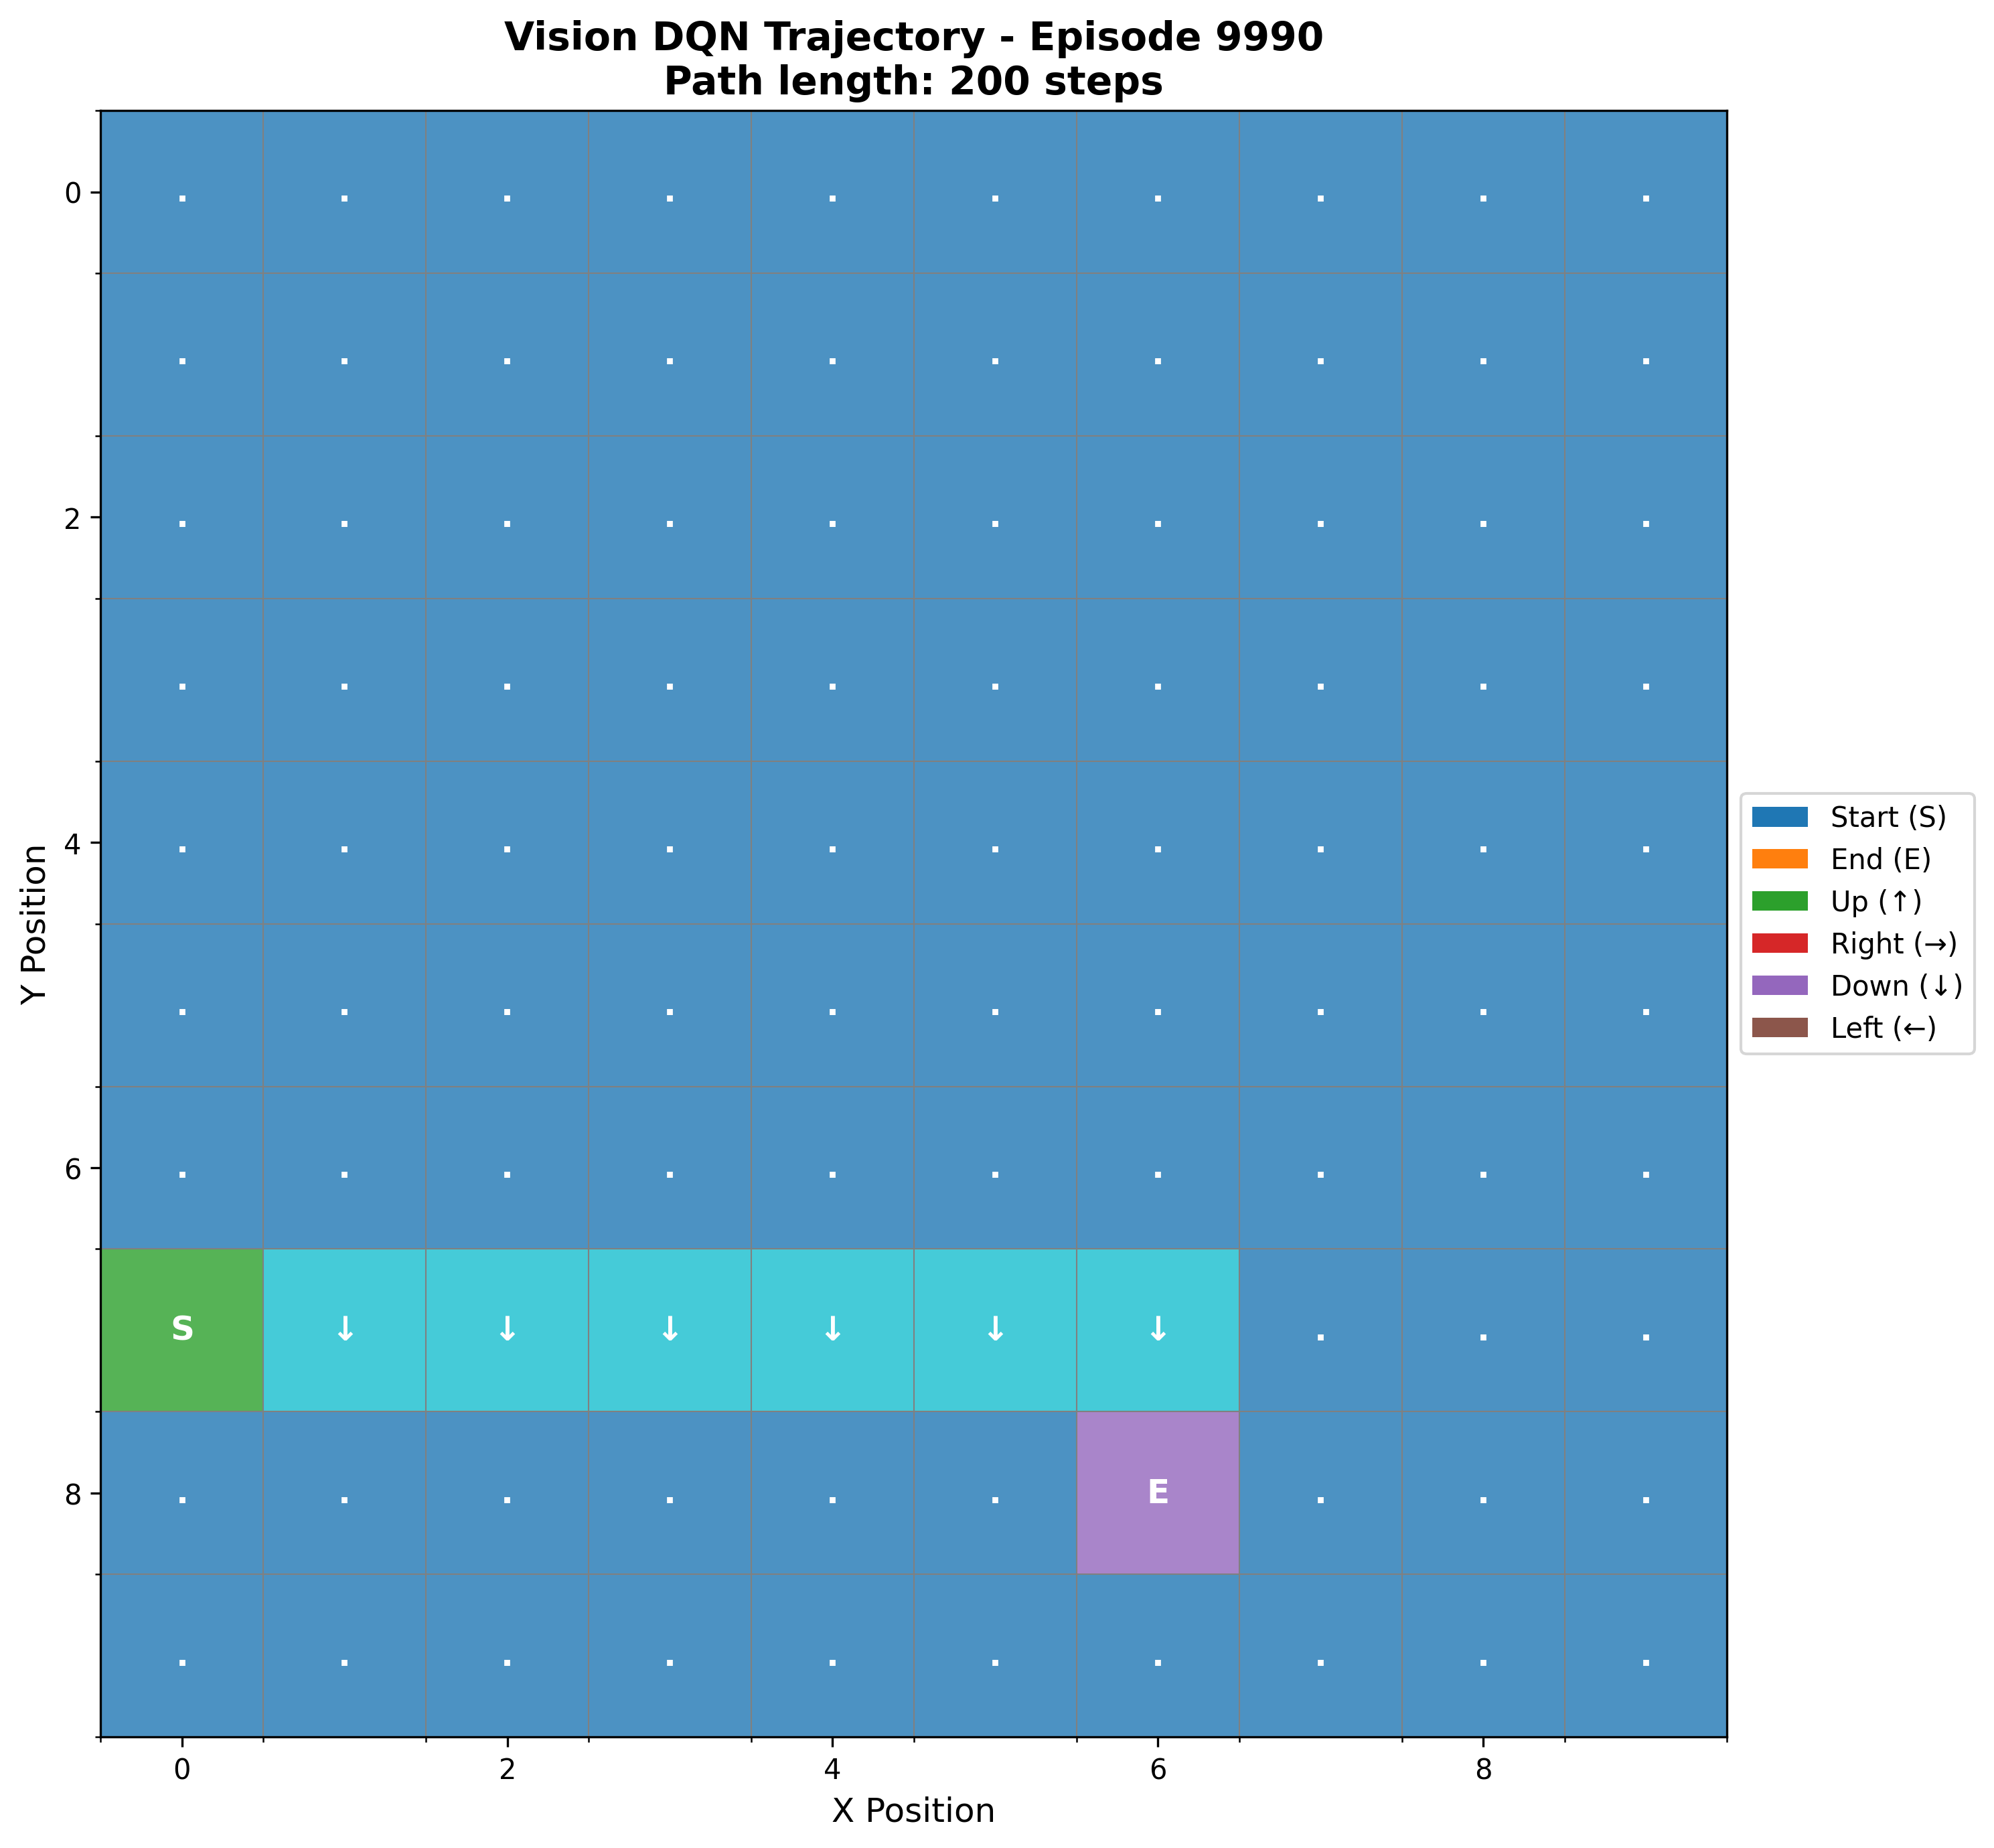 Vision DQN Trajectory - Episode 9990
Path length: 200 steps
0
2
4
6
8
Y Position
S ↓ ↓ ↓ ↓ ↓ ↓
E
0 2 4 6 8
X Position
Start (S)
End (E)
Up (↑)
Right (→)
Down (↓)
Left (←)